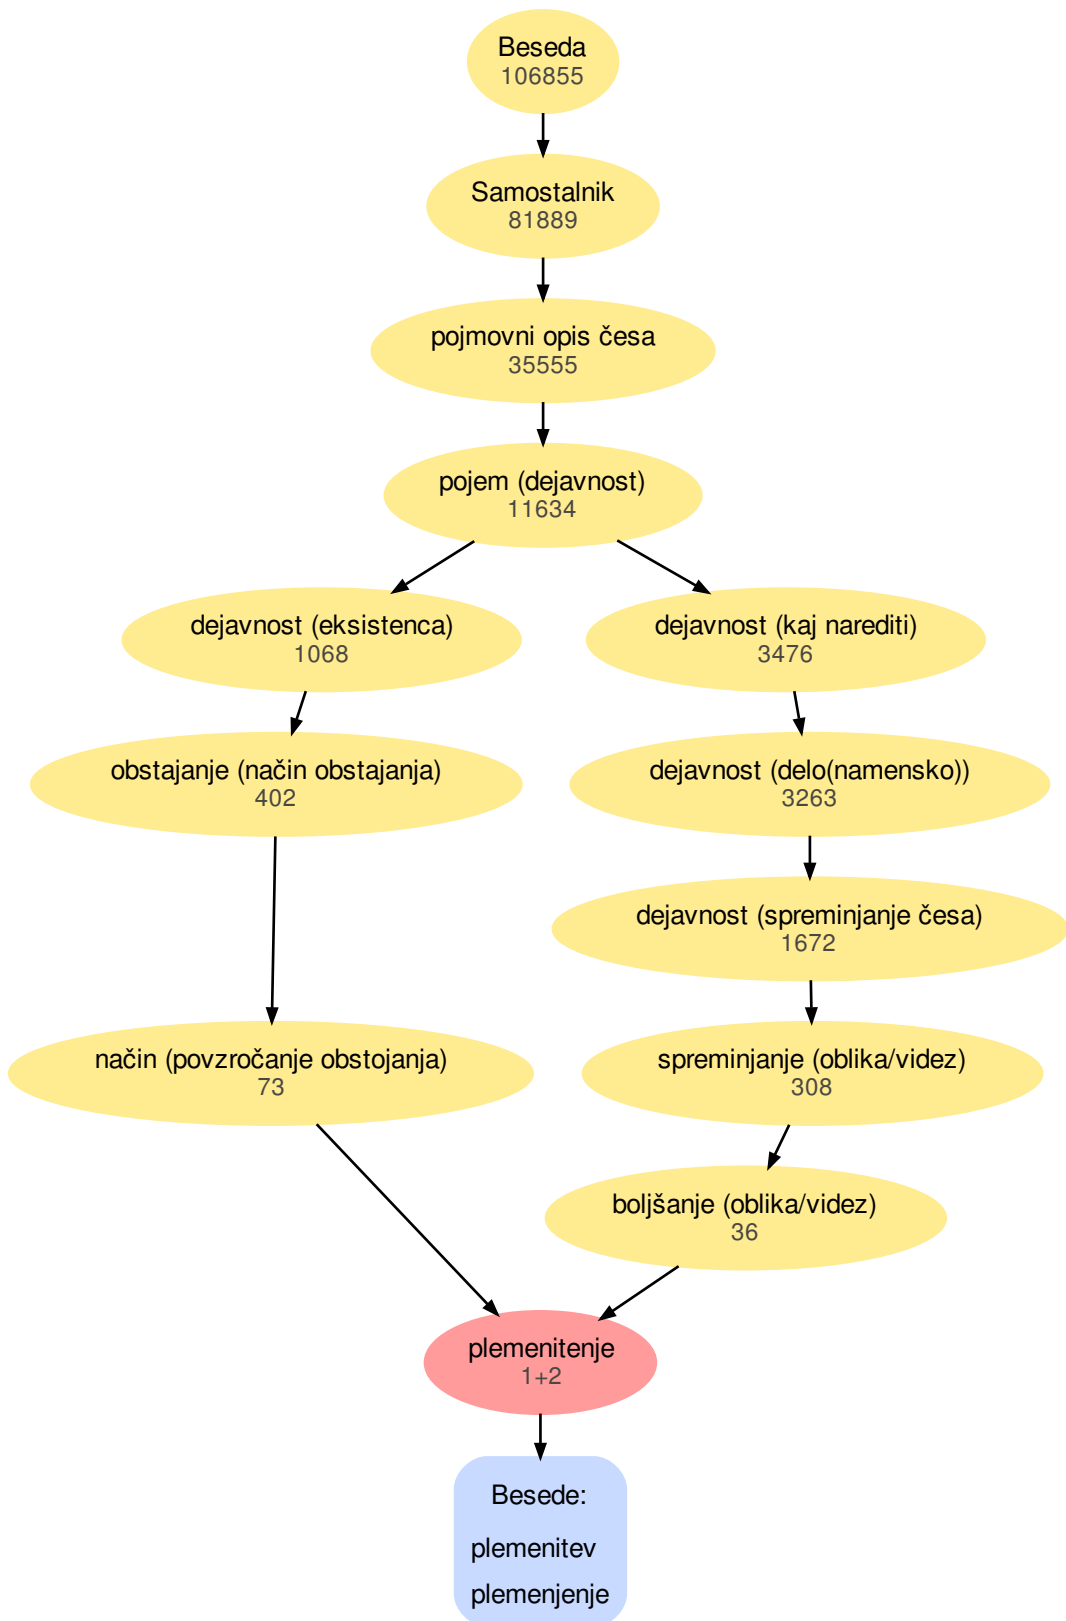 Beseda
106855
Samostalnik
81889
pojmovni opis česa
35555
pojem (dejavnost)
11634
dejavnost (eksistenca)
1068
dejavnost (kaj narediti)
3476
obstajanje (način obstajanja)
402
dejavnost (delo(namensko))
3263
dejavnost (spreminjanje česa)
1672
način (povzročanje obstojanja)
73
spreminjanje (oblika/videz)
308
boljšanje (oblika/videz)
36
plemenitenje
1+2
Besede:
plemenitev
plemenjenje